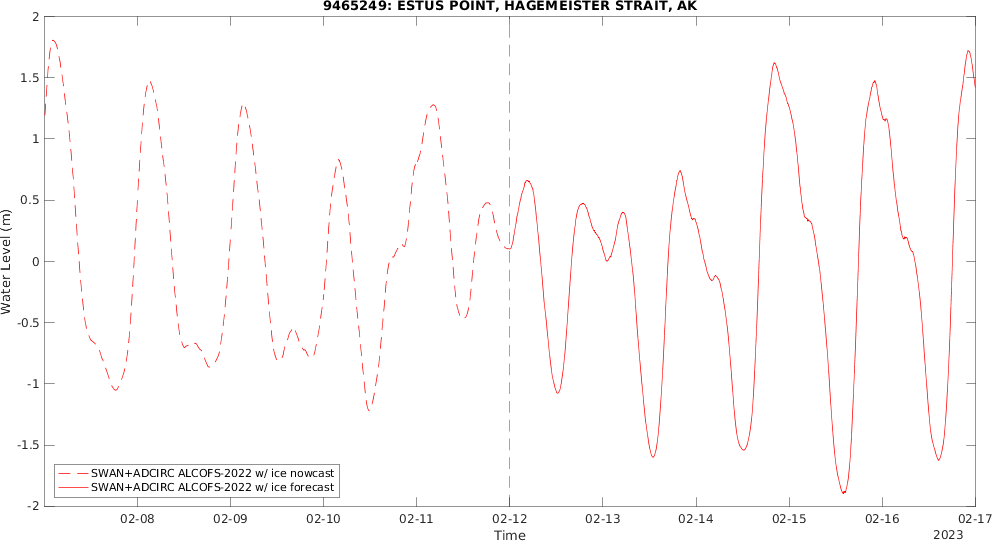 9465249: ESTUS POINT, HAGEMEISTER STRAIT, AK
2
1.5
1
0.5
0
-0.5
-1
-1.5
-2
Water Level (m)
SWAN+ADCIRC ALCOFS-2022 w/ ice nowcast
SWAN+ADCIRC ALCOFS-2022 w/ ice forecast
02-08 02-09 02-10 02-11 02-12 02-13 02-14 02-15 02-16 02-17
Time
2023